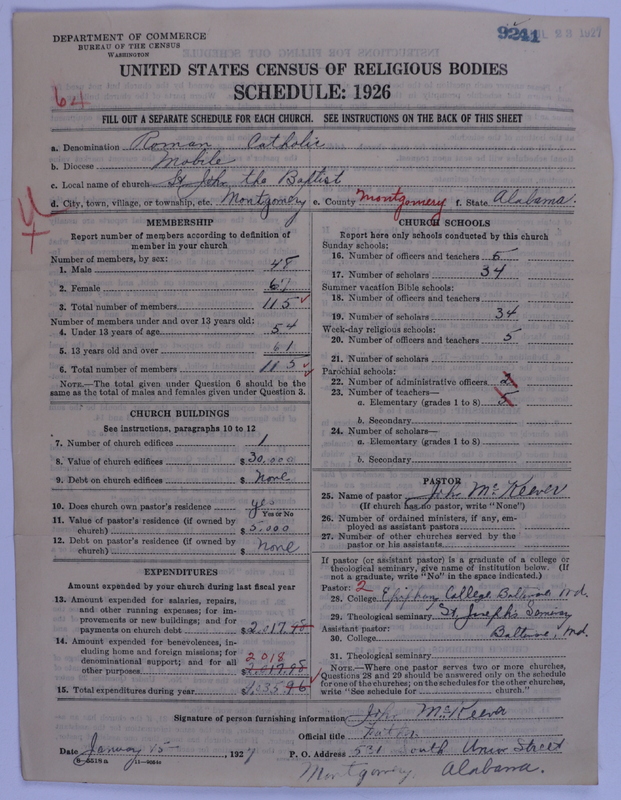 DEPARTMENT OF COMMERCE
BUREAU OF THE CENSUS
WASHINGTON
9241
28 1927
UNITED STATES CENSUS OF RELIGIOUS BODIES
SCHEDULE: 1926
64
FILL OUT A SEPARATE SCHEDULE FOR EACH CHURCH. SEE INSTRUCTIONS ON THE BACK OF THIS SHEET
a. Denomination Roman Catholic
b. Diocese Mobile
c. Local name of church St John the Baptist
d. City, town, village, or township, etc. Montgomery e. County Montgomery f. State Alabama.
MEMBERSHIP
Report number of members according to definition of
member in your church
Number of members, by sex:
1. Male 48
2. Female 67
3. Total number of members 115
Number of members under and over 13 years old:
4. Under 13 years of age 54
5. 13 years old and over 61
6. Total number of members 115
NOTE.—The total given under Question 6 should be the
same as the total of males and females given under Question 3.
CHURCH BUILDINGS
See instructions, paragraphs 10 to 12
7. Number of church edifices 1
8. Value of church edifices $30,000
9. Debt on church edifices $ None
10. Does church own pastor's residence yes
Yes or No
11. Value of pastor's residence (if owned by
church) $5,000
12. Debt on pastor's residence (if owned by
church) $ None
EXPENDITURES
Amount expended by your church during last fiscal year
13. Amount expended for salaries, repairs,
and other running expenses; for im-
provements or new buildings; and for
payments on church debt $2,017.98
14. Amount expended for benevolences, in-
cluding home and foreign missions; for
denominational support; and for all
other purposes 2018 $2,017.98
15. Total expenditures during year
CHURCH SCHOOLS
Report here only schools conducted by this church
Sunday schools:
16. Number of officers and teachers 5
17. Number of scholars 34
Summer vacation Bible schools:
18. Number of officers and teachers
19. Number of scholars 34
Week-day religious schools:
20. Number of officers and teachers 5
21. Number of scholars
Parochial schools:
22. Number of administrative officers 2
23. Number of teachers—
a. Elementary (grades 1 to 8) 5
b. Secondary
24. Number of scholars—
a. Elementary (grades 1 to 8)
b. Secondary
PASTOR
25. Name of pastor Jno McKeever
(If church has no pastor, write "None")
26. Number of ordained ministers, if any, em-
ployed as assistant pastors
27. Number of other churches served by the
pastor or his assistants
If pastor (or assistant pastor) is a graduate of a college or
theological seminary, give name of institution below. (If
not a graduate, write "No" in the space indicated.)
Pastor: 2
28. College Epiphany College Baltimore Md.
29. Theological seminary St. Joseph's Seminary
Assistant pastor: Baltimore, Md.
30. College
31. Theological seminary
NOTE.—Where one pastor serves two or more churches,
Questions 28 and 29 should be answered only on the schedule
for one of the churches; on the schedules for the other churches,
write "See schedule for church."
Signature of person furnishing information Jno McKeever
Official title Pastor
Date January 15 1927 P. O. Address 531 South Union Street
8-5518a 11-90646
Montgomery, Alabama.